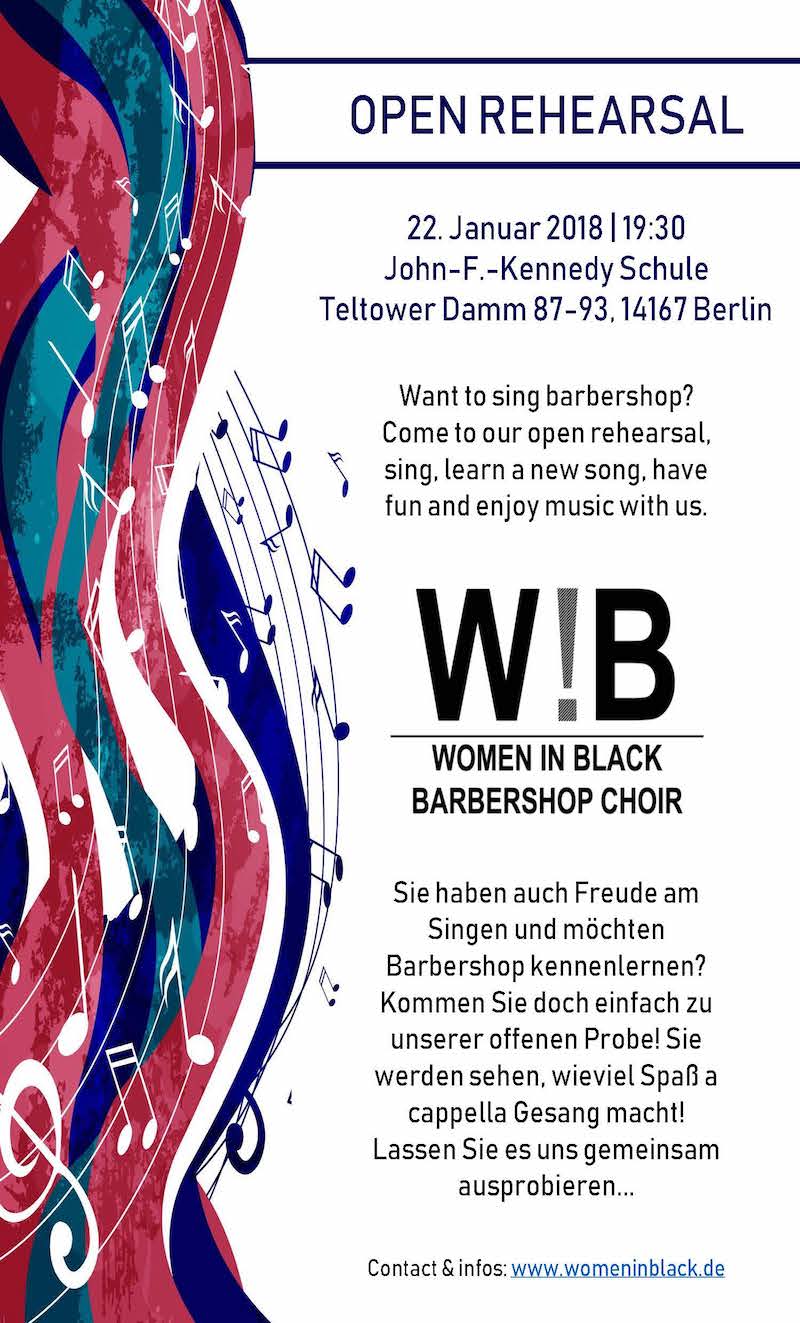 OPEN REHEARSAL
22. Januar 2018 | 19:30
John-F.-Kennedy Schule
Teltower Damm 87-93, 14167 Berlin
Want to sing barbershop?
Come to our open rehearsal,
sing, learn a new song, have
fun and enjoy music with us.
W!B
WOMEN IN BLACK
BARBERSHOP CHOIR
Sie haben auch Freude am
Singen und möchten
Barbershop kennenlernen?
Kommen Sie doch einfach zu
unserer offenen Probe! Sie
werden sehen, wieviel Spaß a
cappella Gesang macht!
Lassen Sie es uns gemeinsam
ausprobieren...
Contact & infos: www.womeninblack.de